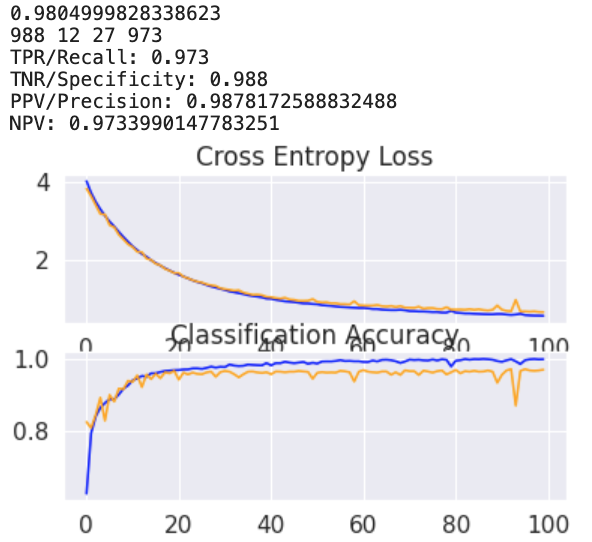 0.9804999828338623
988 12 27 973
TPR/Recall: 0.973
TNR/Specificity: 0.988
PPV/Precision: 0.9878172588832488
NPV: 0.9733990147783251
Cross Entropy Loss
4
2
0 20 40 60 80 100
Classification Accuracy
1.0
0.8
0 20 40 60 80 100